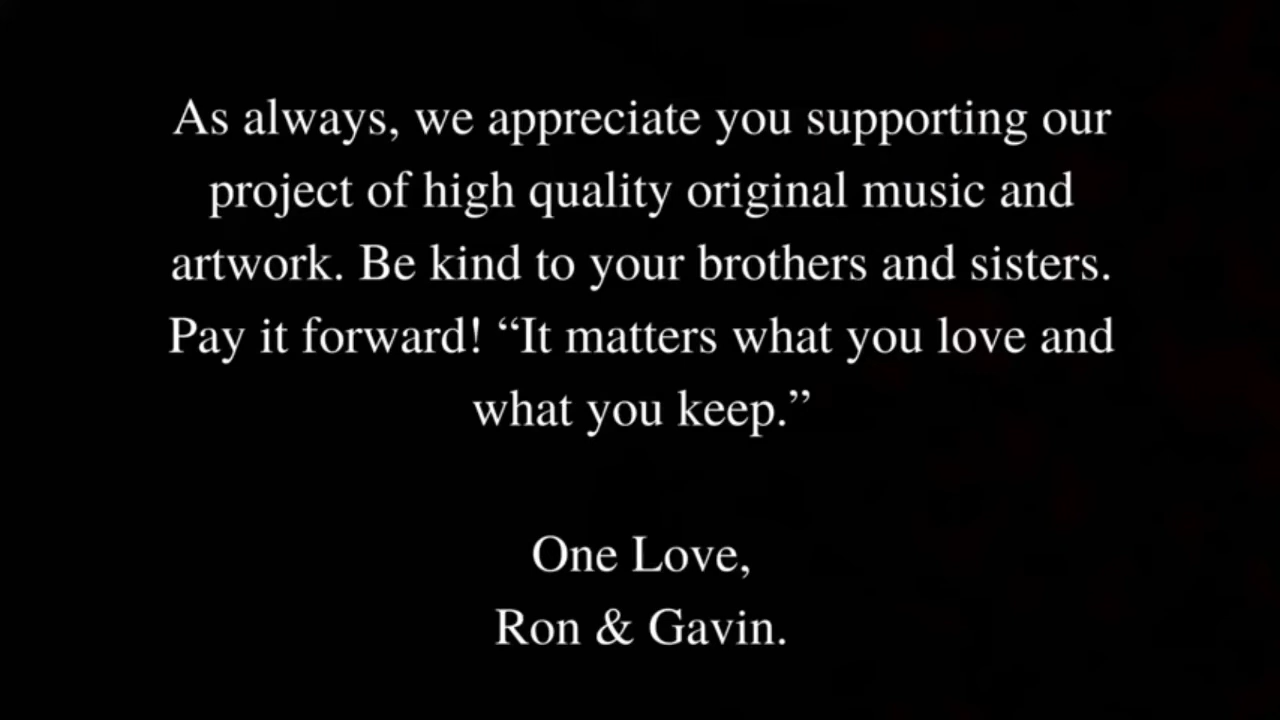 As always, we appreciate you supporting our
project of high quality original music and
artwork. Be kind to your brothers and sisters.
Pay it forward! “It matters what you love and
what you keep.”
One Love,
Ron & Gavin.